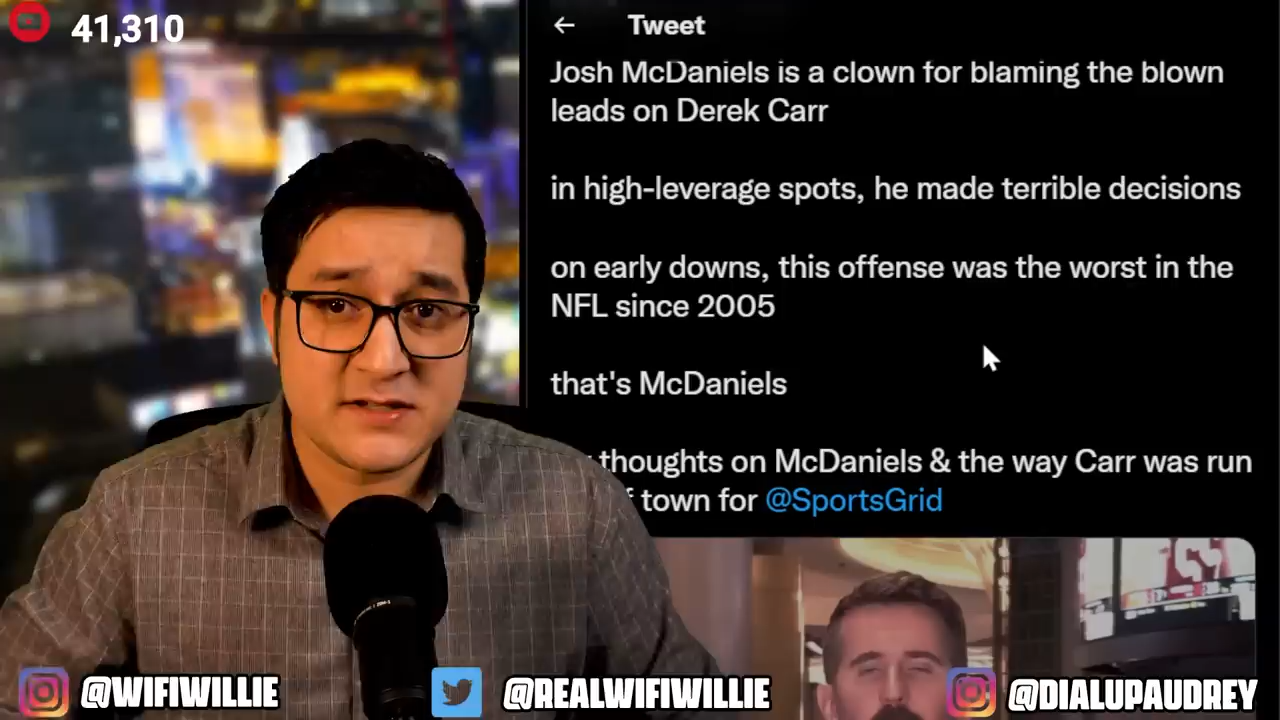 41,310
Tweet
Josh McDaniels is a clown for blaming the blown
leads on Derek Carr
in high-leverage spots, he made terrible decisions
on early downs, this offense was the worst in the
NFL since 2005
that's McDaniels
thoughts on McDaniels & the way Carr was run
town for @SportsGrid
@WIFIWILLIE
@REALWIFIWILLIE
@DIALUPAUDREY